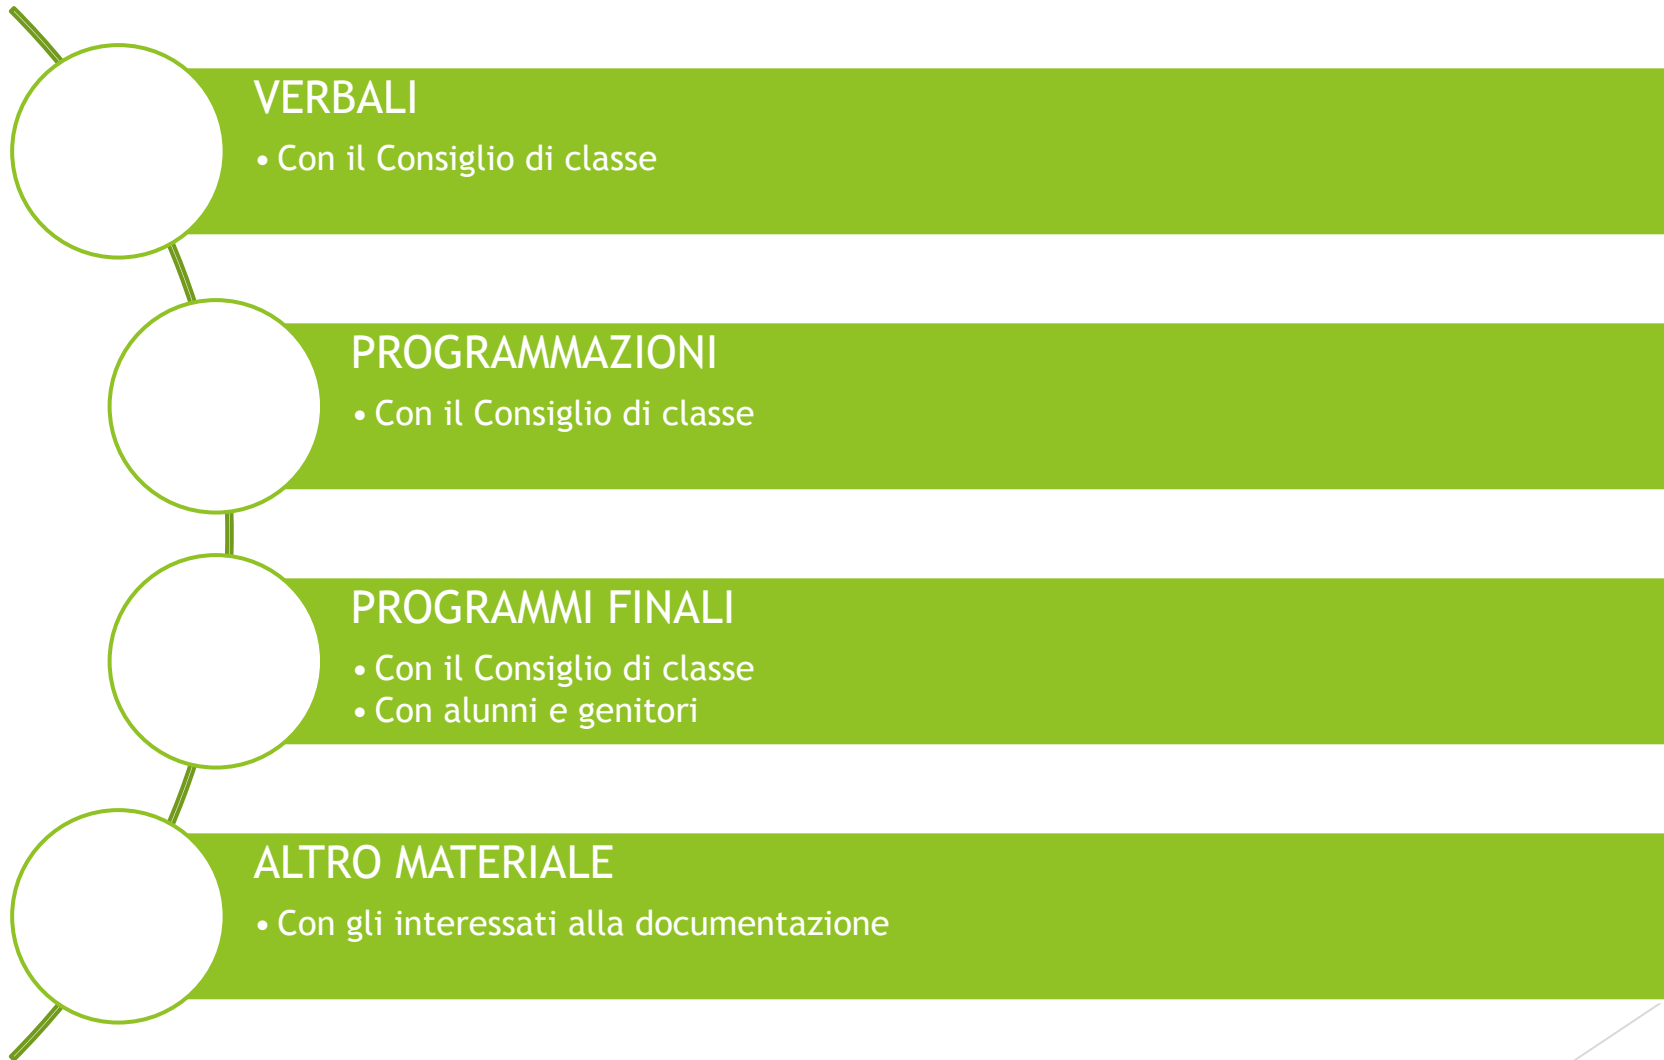 VERBALI
• Con il Consiglio di classe
PROGRAMMAZIONI
• Con il Consiglio di classe
PROGRAMMI FINALI
• Con il Consiglio di classe
• Con alunni e genitori
ALTRO MATERIALE
• Con gli interessati alla documentazione